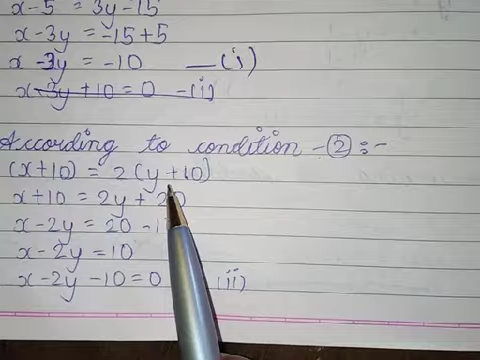 x-5 = 3y-15
x-3y = -15+5
x-3y = -10 —(i)
x-3y+10=0 -(i)
According to condition -② :-
(x+10) = 2(y+10)
x+10 = 2y+20
x-2y = 20-1
x-2y = 10
x-2y-10=0 (ii)